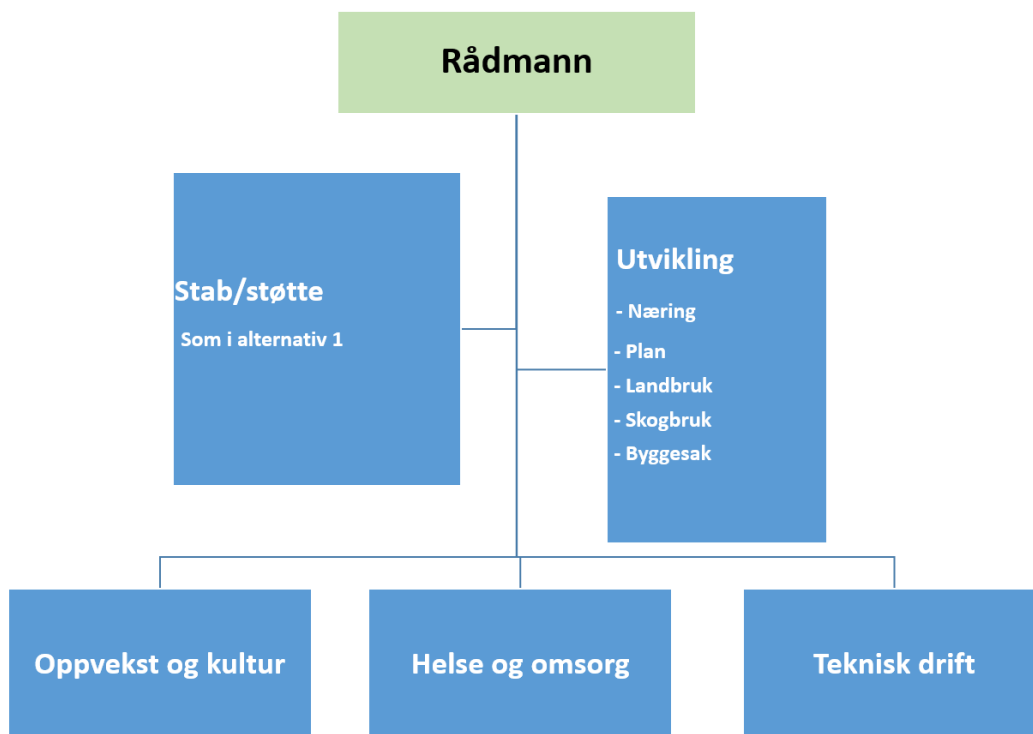 Rådmann
Stab/støtte
Som i alternativ 1
Utvikling
- Næring
- Plan
- Landbruk
- Skogbruk
- Byggesak
Oppvekst og kultur
Helse og omsorg
Teknisk drift